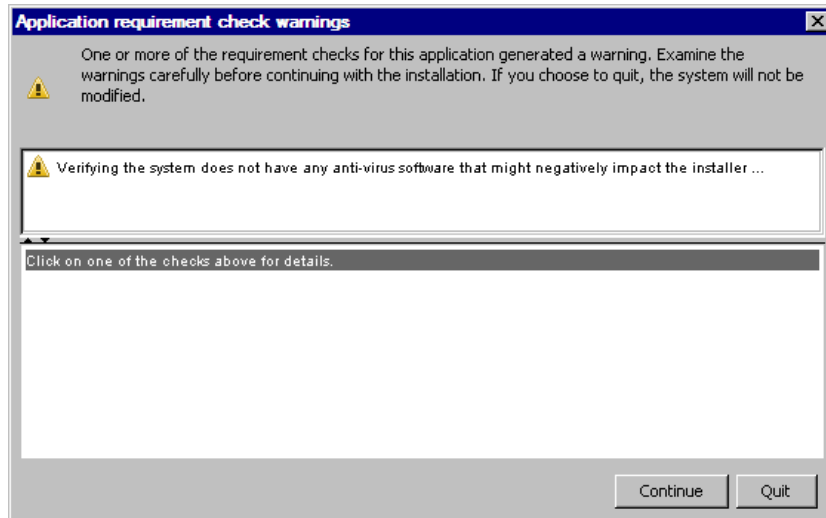 Application requirement check warnings
One or more of the requirement checks for this application generated a warning. Examine the
warnings carefully before continuing with the installation. If you choose to quit, the system will not be
modified.
Verifying the system does not have any anti-virus software that might negatively impact the installer ...
Click on one of the checks above for details.
Continue Quit